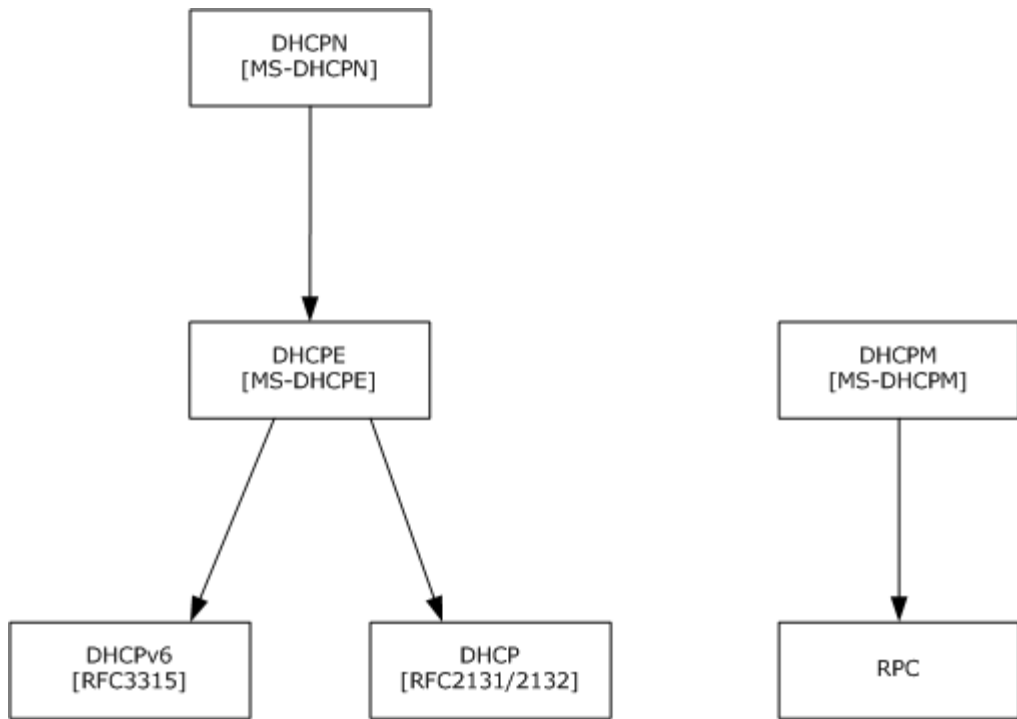 DHCPN
[MS-DHCPN]
DHCPE
[MS-DHCPE]
DHCPM
[MS-DHCPM]
DHCPv6
[RFC3315]
DHCP
[RFC2131/2132]
RPC